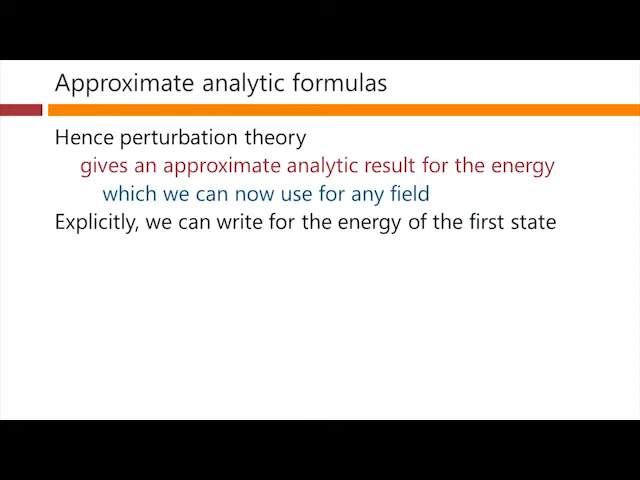 Approximate analytic formulas
Hence perturbation theory
gives an approximate analytic result for the energy
which we can now use for any field
Explicitly, we can write for the energy of the first state